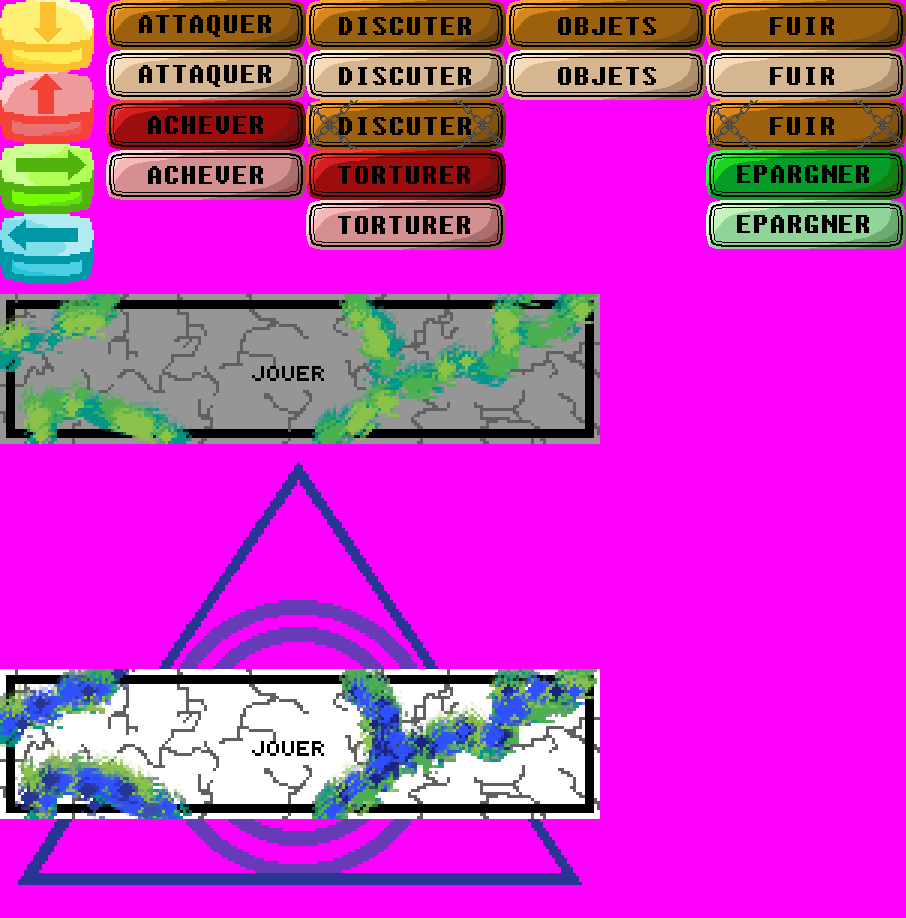 ATTAQUER DISCUTER OBJETS FUIR
ATTAQUER DISCUTER OBJETS FUIR
ACHEVER DISCUTER FUIR
ACHEVER TORTURER EPARGNER
TORTURER EPARGNER
JOUER
JOUER